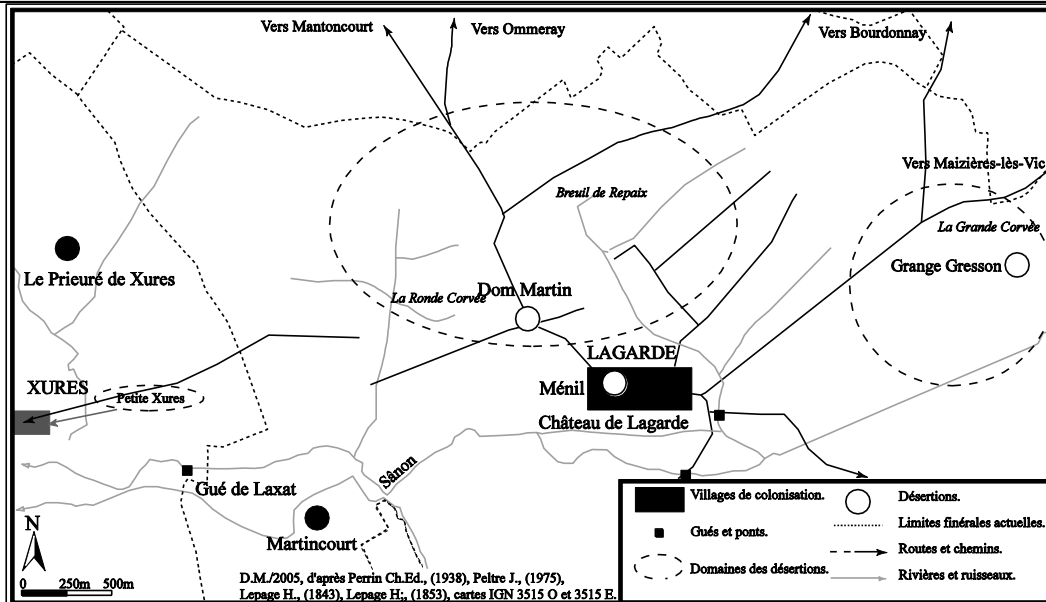 Vers Mantoncourt
Vers Ommeray
Vers Bourdonnay
Vers Maizières-lès-Vic
Breuil de Repaix
La Grande Corvée
Le Prieuré de Xures
Grange Gresson
Dom Martin
La Ronde Corvée
LAGARDE
XURES
Petite Xures
Ménil
Château de Lagarde
Sânon
Gué de Laxat
Martincourt
N
0 250m 500m
D.M./2005, d'après Perrin Ch.Ed., (1938), Peltre J., (1975),
Lepage H., (1843), Lepage H;, (1853), cartes IGN 3515 O et 3515 E.
Villages de colonisation.
Gués et ponts.
Domaines des désertions.
Désertions.
Limites finérales actuelles.
Routes et chemins.
Rivières et ruisseaux.